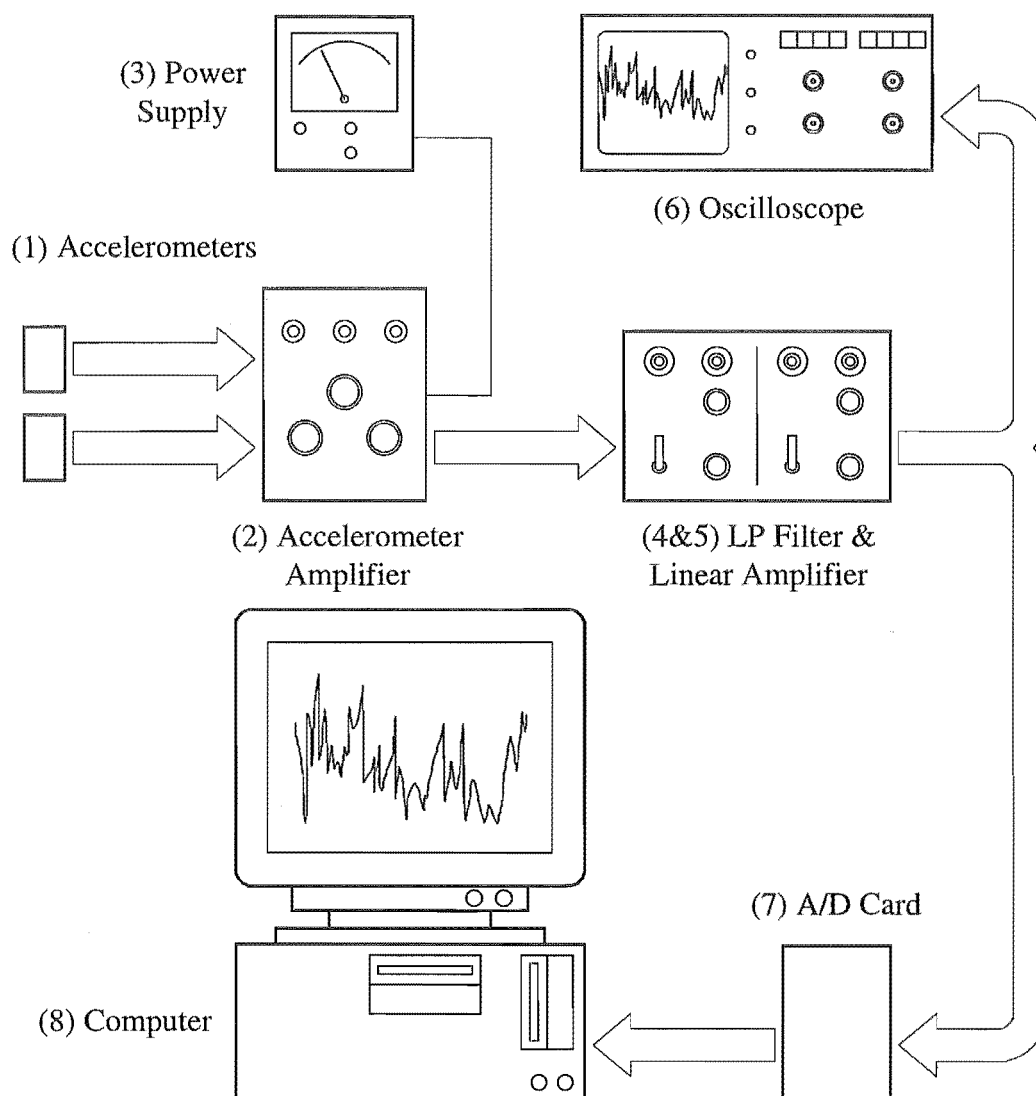 (3) Power
Supply
(6) Oscilloscope
(1) Accelerometers
(2) Accelerometer
Amplifier
(4&5) LP Filter &
Linear Amplifier
(7) A/D Card
(8) Computer